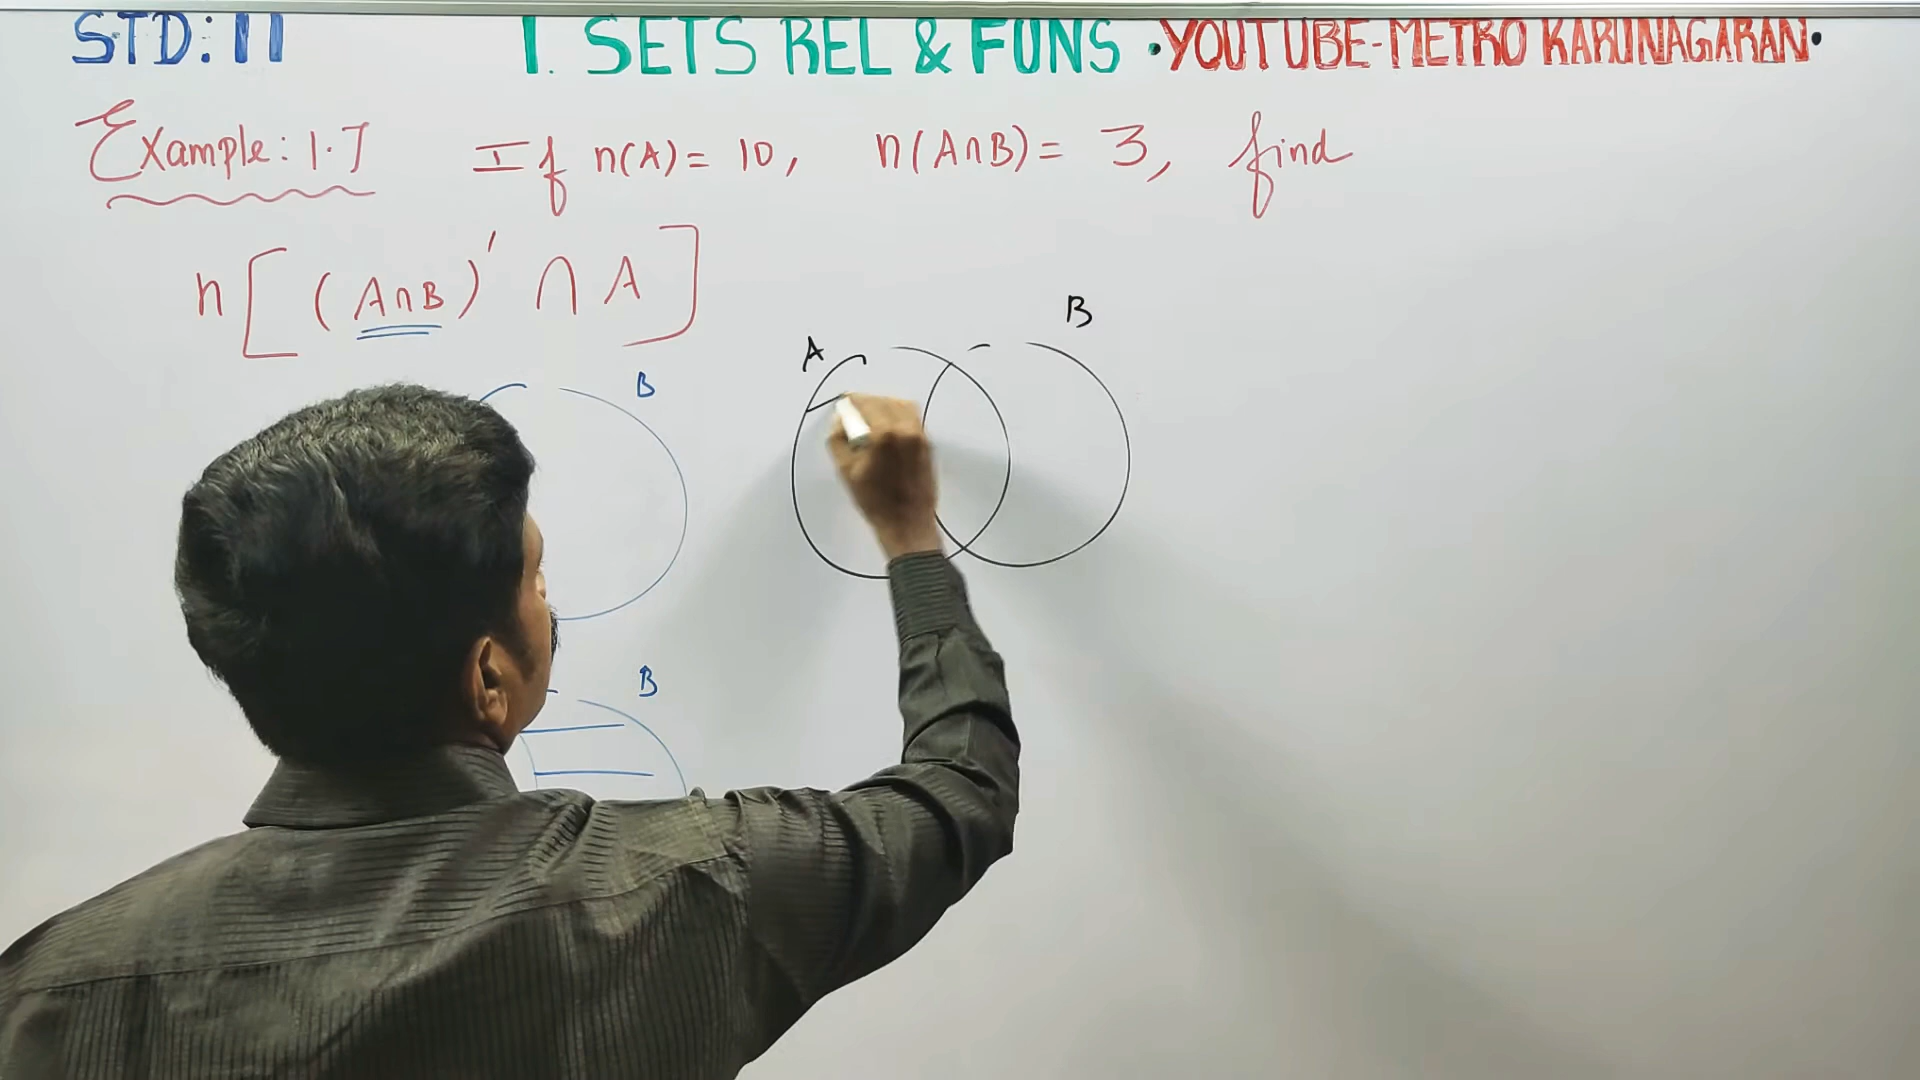 STD: 11 1. SETS REL & FUNS • YOUTUBE-METRO KARUNAGARAN •
Example: 1.7 If n(A) = 10, n(A∩B) = 3, find
n[(A∩B)′ ∩ A]
B
A
B
B